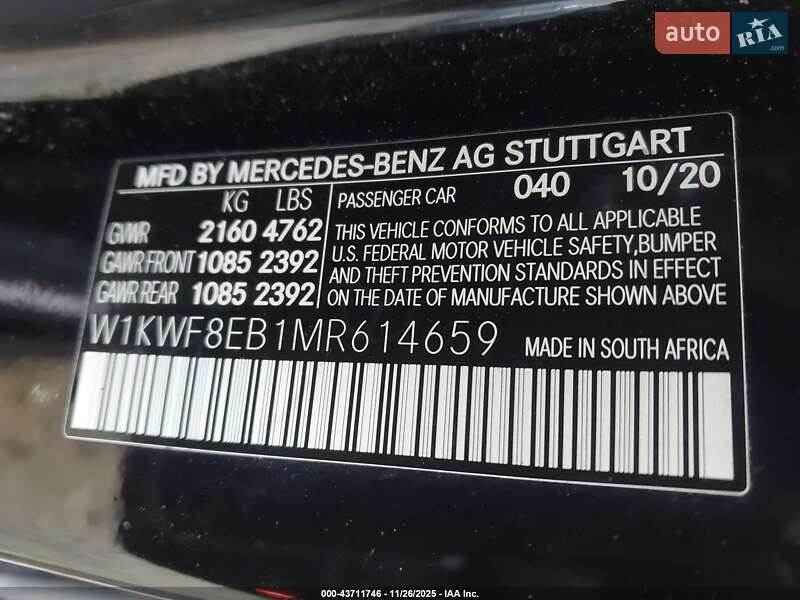 auto RIA.com
MFD BY MERCEDES-BENZ AG STUTTGART
KG LBS
GVWR 2160 4762
GAWR FRONT 1085 2392
GAWR REAR 1085 2392
PASSENGER CAR 040 10/20
THIS VEHICLE CONFORMS TO ALL APPLICABLE
U.S. FEDERAL MOTOR VEHICLE SAFETY,BUMPER
AND THEFT PREVENTION STANDARDS IN EFFECT
ON THE DATE OF MANUFACTURE SHOWN ABOVE
W1KWF8EB1MR614659 MADE IN SOUTH AFRICA
000-43711746 - 11/26/2025 - IAA Inc.